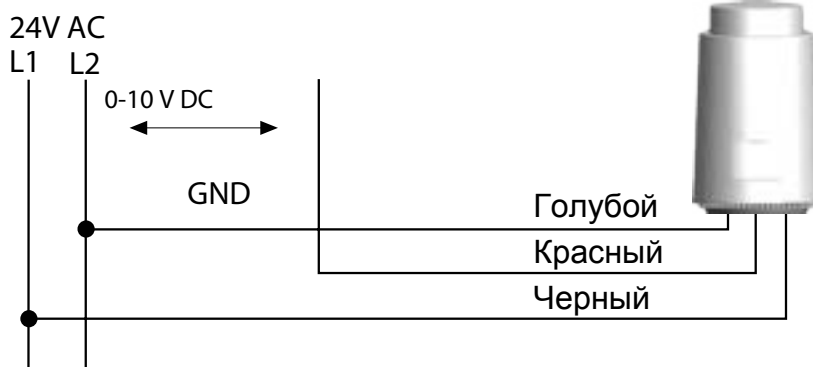 24V AC
L1 L2
0-10 V DC
GND
Голубой
Красный
Черный